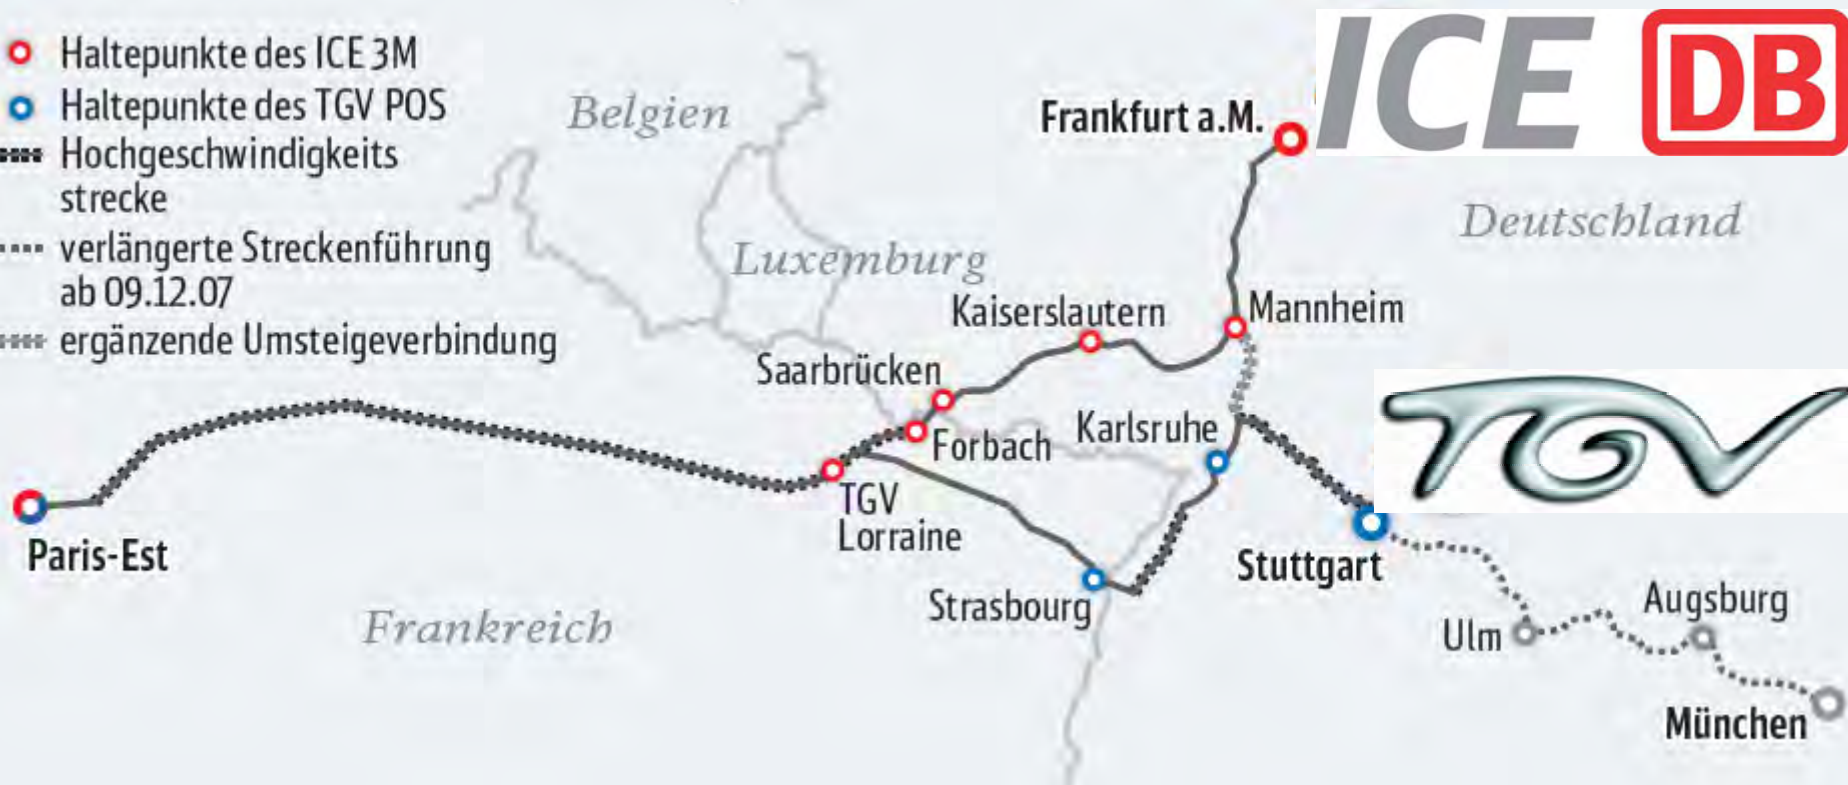 Haltepunkte des ICE 3M
Haltepunkte des TGV POS
Hochgeschwindigkeits
strecke
verlängerte Streckenführung
ab 09.12.07
ergänzende Umsteigeverbindung
Belgien
Luxemburg
Deutschland
Frankreich
Frankfurt a.M.
ICE DB
Kaiserslautern
Mannheim
Saarbrücken
Forbach
Karlsruhe
TGV
TGV
Lorraine
Paris-Est
Strasbourg
Stuttgart
Ulm
Augsburg
München